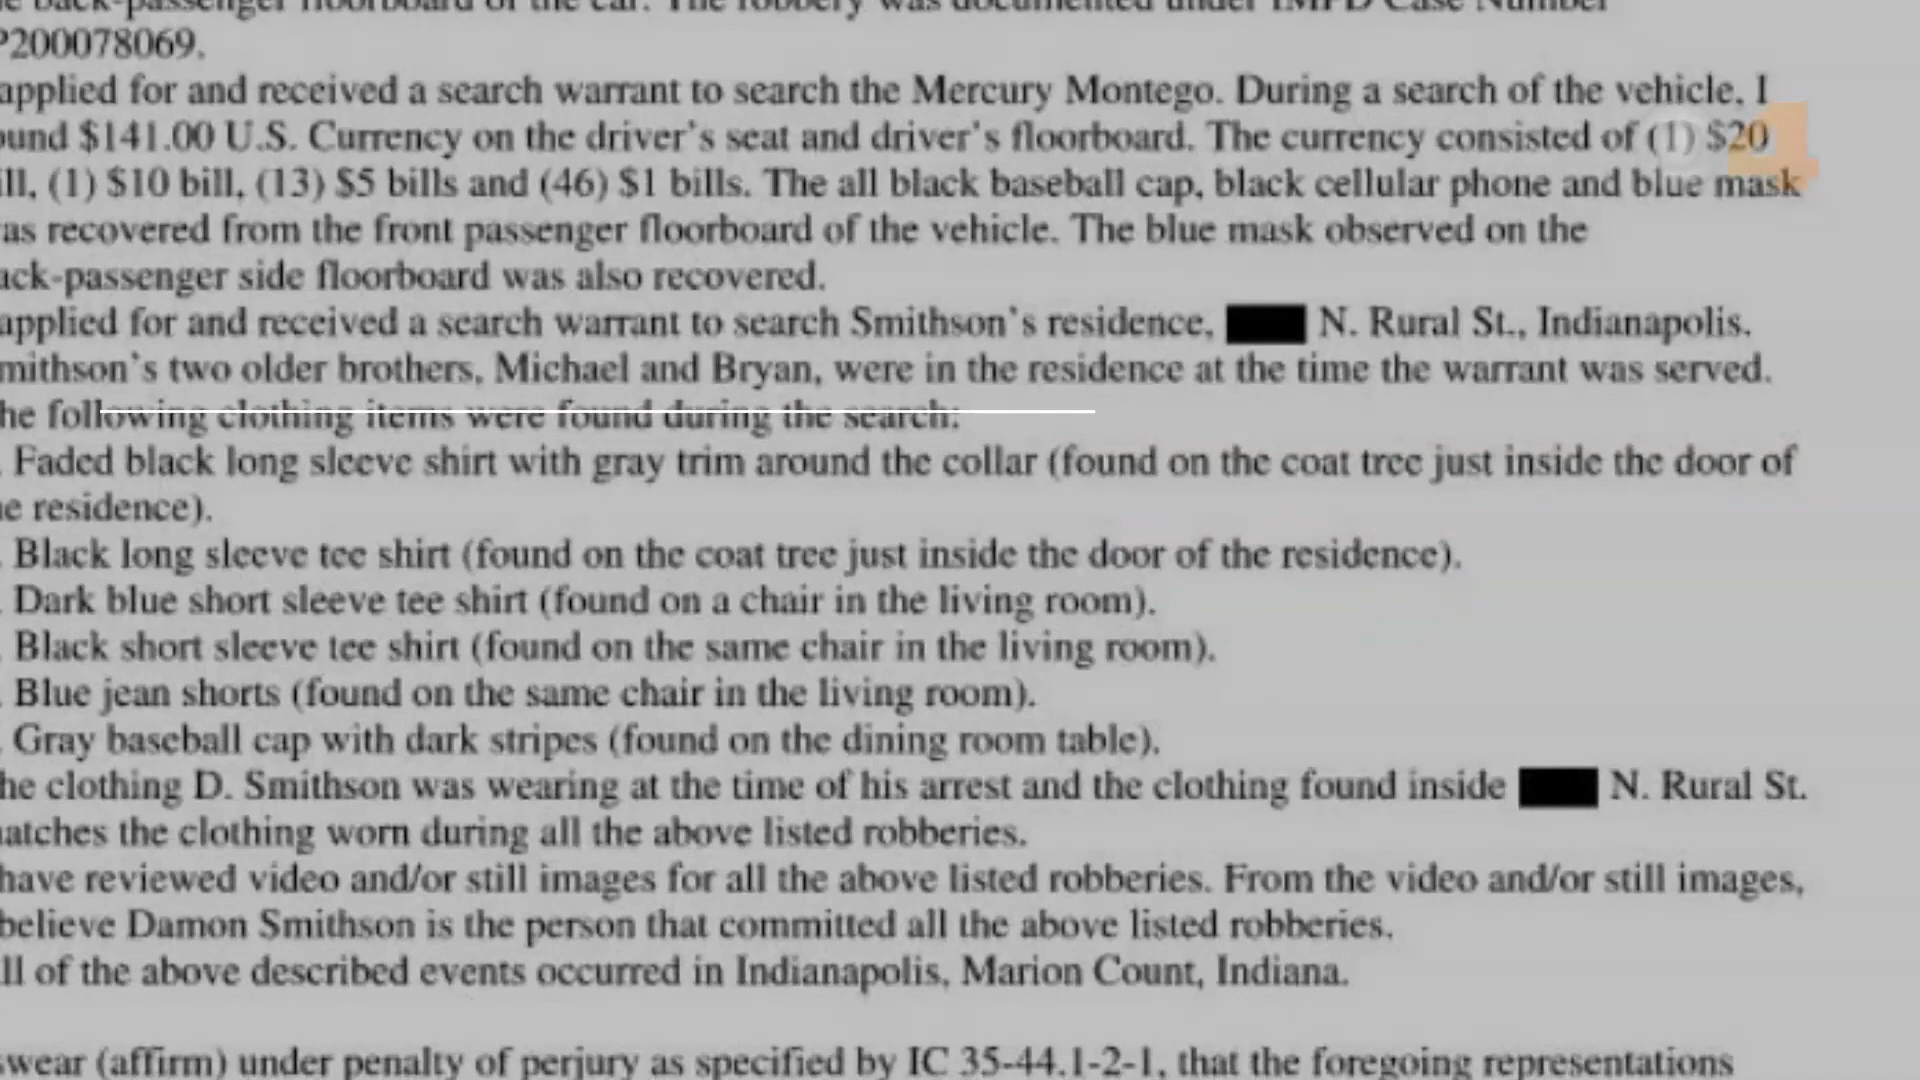 back-passenger floorboard of the car. The robbery was documented under IMPD Case Number
P200078069.
applied for and received a search warrant to search the Mercury Montego. During a search of the vehicle, I
ound $141.00 U.S. Currency on the driver's seat and driver's floorboard. The currency consisted of (1) $20
ill, (1) $10 bill, (13) $5 bills and (46) $1 bills. The all black baseball cap, black cellular phone and blue mask
as recovered from the front passenger floorboard of the vehicle. The blue mask observed on the
ack-passenger side floorboard was also recovered.
applied for and received a search warrant to search Smithson's residence, N. Rural St., Indianapolis.
mithson's two older brothers, Michael and Bryan, were in the residence at the time the warrant was served.
he following clothing items were found during the search:
. Faded black long sleeve shirt with gray trim around the collar (found on the coat tree just inside the door of
e residence).
. Black long sleeve tee shirt (found on the coat tree just inside the door of the residence).
. Dark blue short sleeve tee shirt (found on a chair in the living room).
. Black short sleeve tee shirt (found on the same chair in the living room).
. Blue jean shorts (found on the same chair in the living room).
. Gray baseball cap with dark stripes (found on the dining room table).
he clothing D. Smithson was wearing at the time of his arrest and the clothing found inside N. Rural St.
atches the clothing worn during all the above listed robberies.
have reviewed video and/or still images for all the above listed robberies. From the video and/or still images,
believe Damon Smithson is the person that committed all the above listed robberies.
ll of the above described events occurred in Indianapolis, Marion Count, Indiana.
swear (affirm) under penalty of perjury as specified by IC 35-44.1-2-1, that the foregoing representations
4